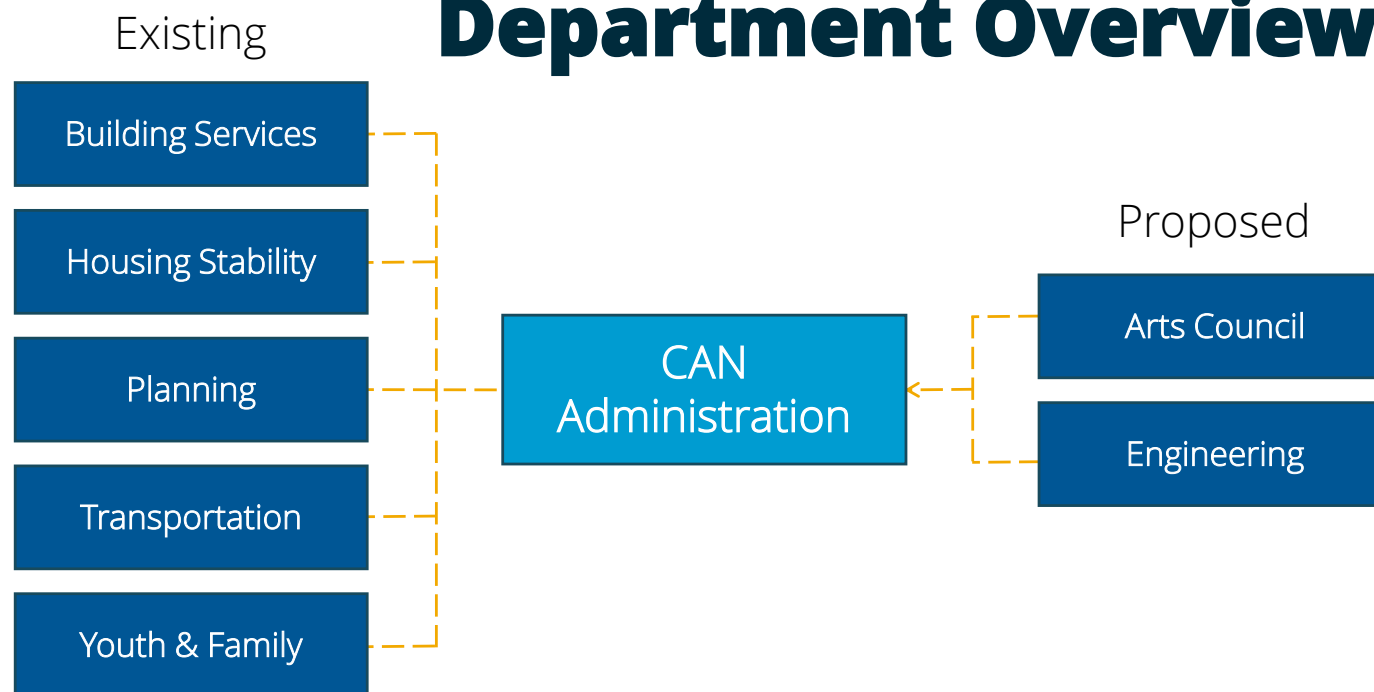 Department Overview
Existing
Building Services
Housing Stability
Planning
Transportation
Youth & Family
CAN
Administration
Proposed
Arts Council
Engineering